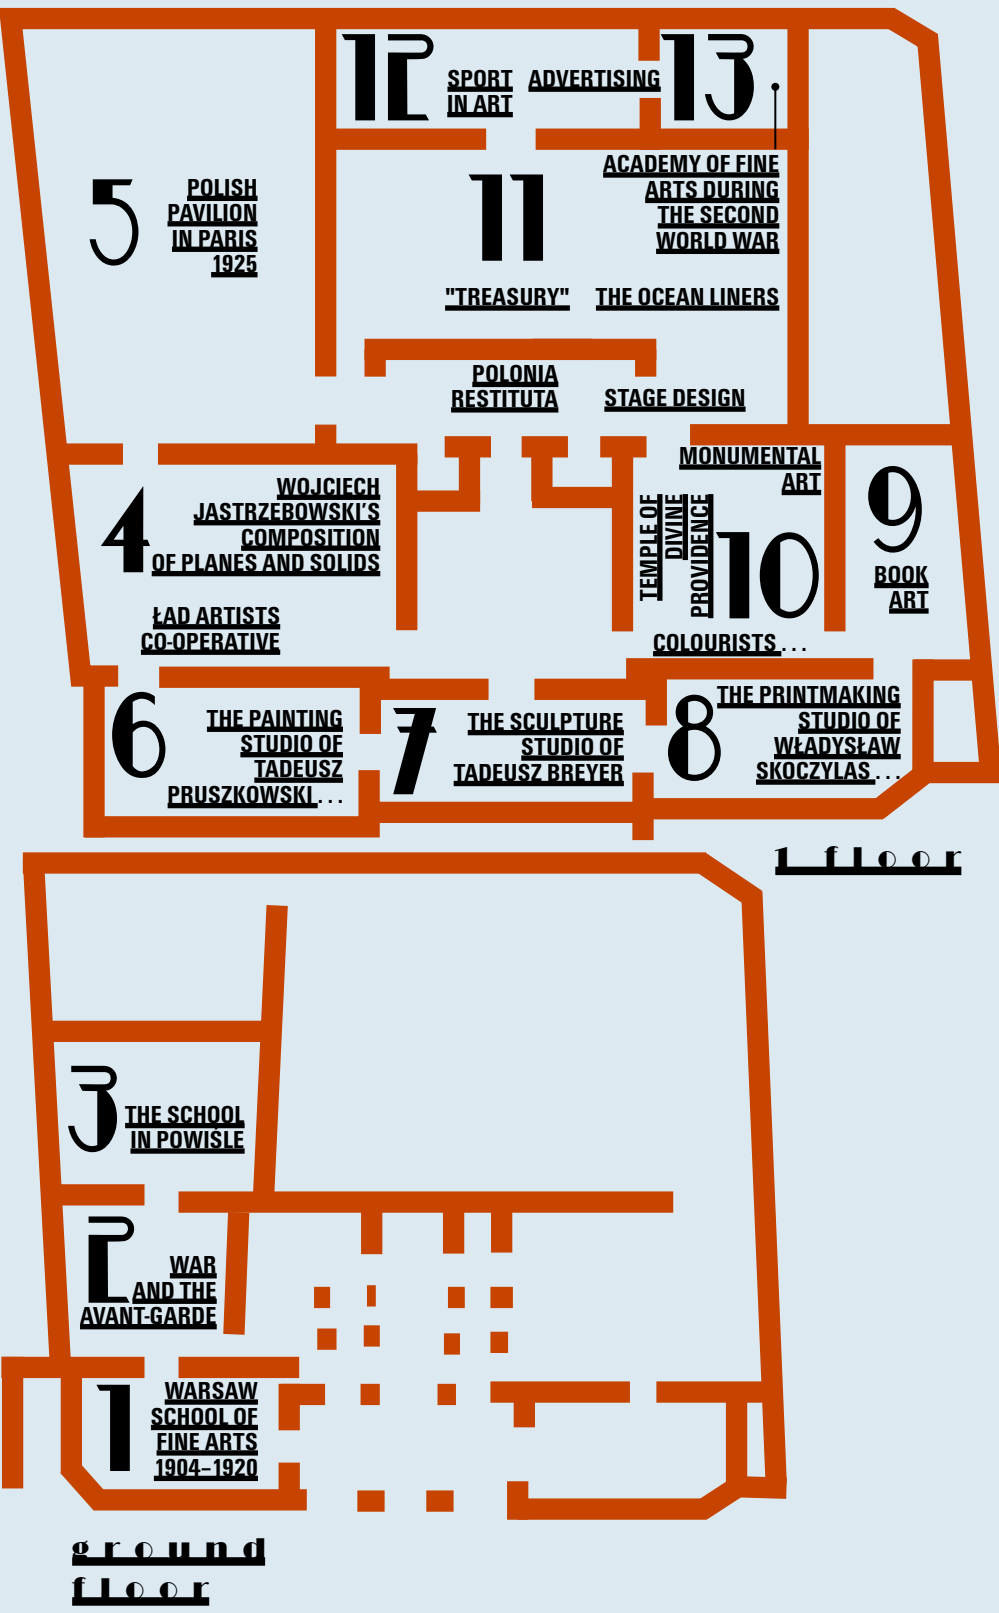 12
SPORT
IN ART
ADVERTISING
13
5
POLISH
PAVILION
IN PARIS
1925
11
ACADEMY OF FINE
ARTS DURING
THE SECOND
WORLD WAR
"TREASURY"
THE OCEAN LINERS
POLONIA
RESTITUTA
STAGE DESIGN
4
WOJCIECH
JASTRZEBOWSKI'S
COMPOSITION
OF PLANES AND SOLIDS
ŁAD ARTISTS
CO-OPERATIVE
MONUMENTAL
ART
TEMPLE OF
DIVINE
PROVIDENCE
10
COLOURISTS...
9
BOOK
ART
6
THE PAINTING
STUDIO OF
TADEUSZ
PRUSZKOWSKI...
7
THE SCULPTURE
STUDIO OF
TADEUSZ BREYER
8
THE PRINTMAKING
STUDIO OF
WŁADYSŁAW
SKOCZYLAS...
1 floor
3
THE SCHOOL
IN POWIŚLE
2
WAR
AND THE
AVANT-GARDE
1
WARSAW
SCHOOL OF
FINE ARTS
1904–1920
ground
floor